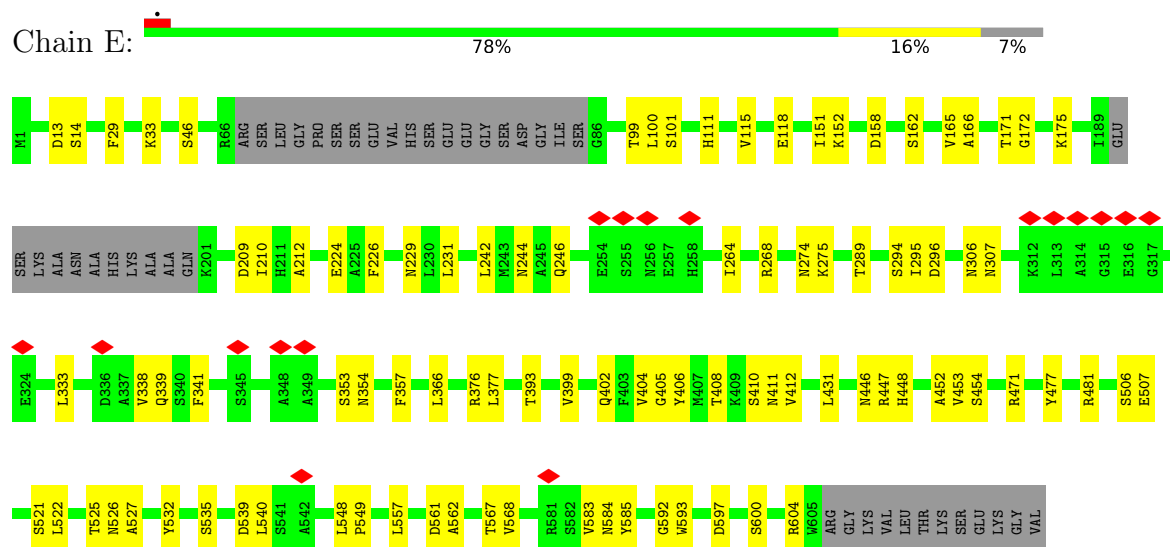 Chain E:
78% 16% 7%
M1 D13 S14 F29 K33 S46 R66 ARG SER LEU GLY PRO SER SER GLU VAL HIS SER GLU GLU GLY SER ASP GLY ILE SER G86 T99 L100 S101 H111 V115 E118 I151 K152 D158 S162 V165 A166 T171 G172 K175 I189 GLU
SER LYS ALA ASN ALA HIS LYS ALA ALA GLN K201 D209 I210 H211 A212 E224 A225 F226 N229 L230 L231 L242 M243 N244 A245 Q246 E254 S255 N256 E257 H258 I264 R268 N274 K275 T289 S294 I295 D296 N306 N307 K312 L313 A314 G315 E316 G317
E324 L333 D336 A337 V338 Q339 S340 F341 S345 A348 A349 S353 N354 F357 L366 R376 L377 T393 V399 Q402 F403 V404 G405 Y406 M407 T408 K409 S410 N411 V412 L431 N446 R447 H448 A452 V453 S454 R471 Y477 R481 S506 E507
S521 L522 T525 N526 A527 Y532 S535 D539 L540 S541 A542 L548 P549 L557 D561 A562 T567 V568 R581 S582 V583 N584 Y585 G592 W593 D597 S600 R604 W605 ARG GLY LYS VAL LEU THR LYS SER GLU LYS GLY VAL